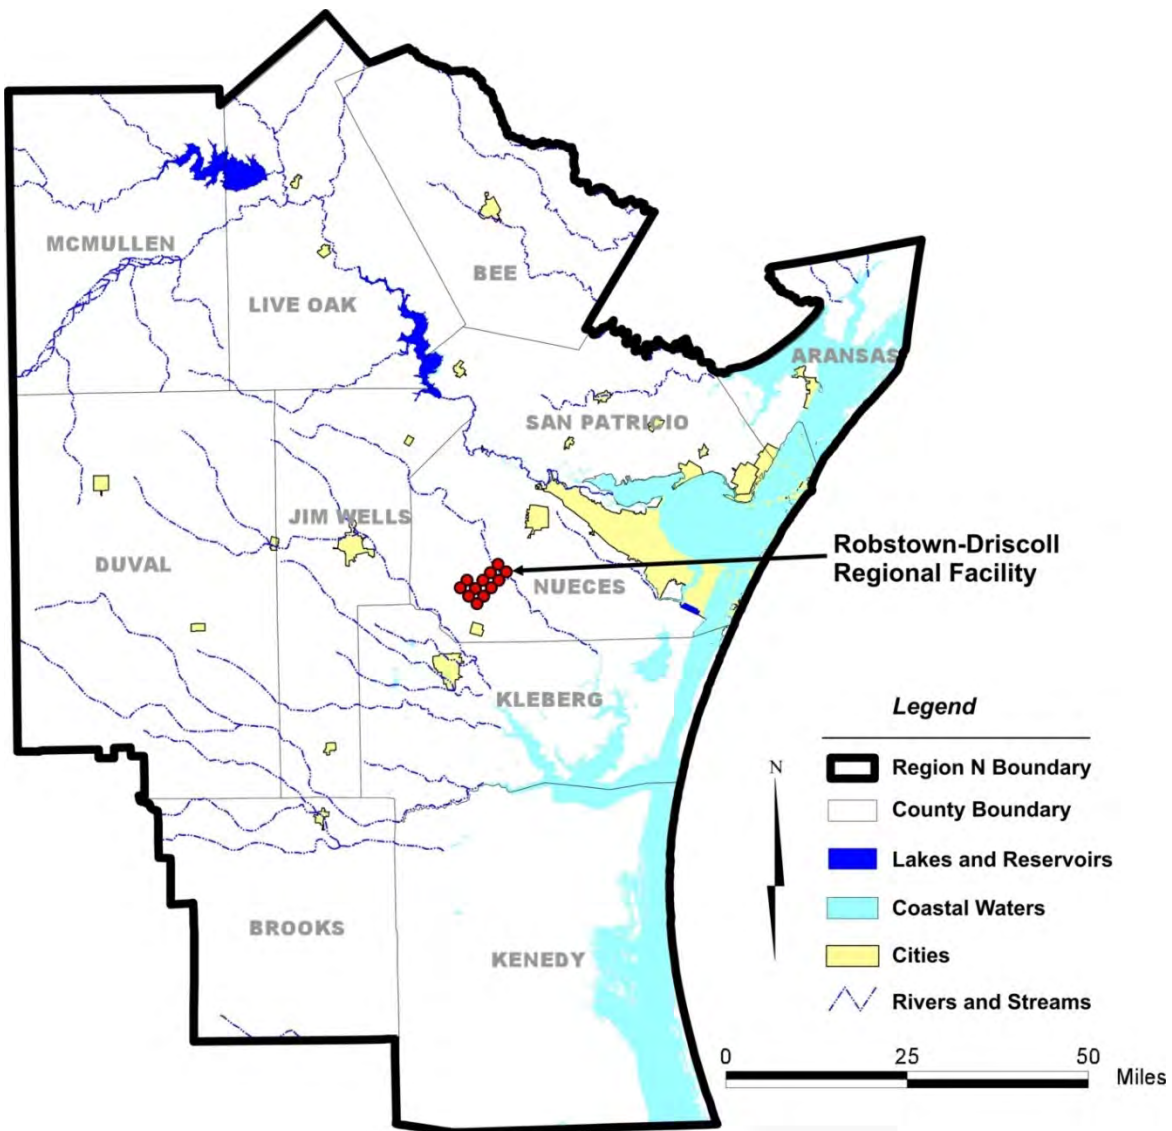 MCMULLEN
BEE
LIVE OAK
ARANSAS
SAN PATRICIO
JIM WELLS
DUVAL
NUECES
Robstown-Driscoll
Regional Facility
KLEBERG
BROOKS
KENEDY
Legend
N
Region N Boundary
County Boundary
Lakes and Reservoirs
Coastal Waters
Cities
Rivers and Streams
0 25 50
Miles